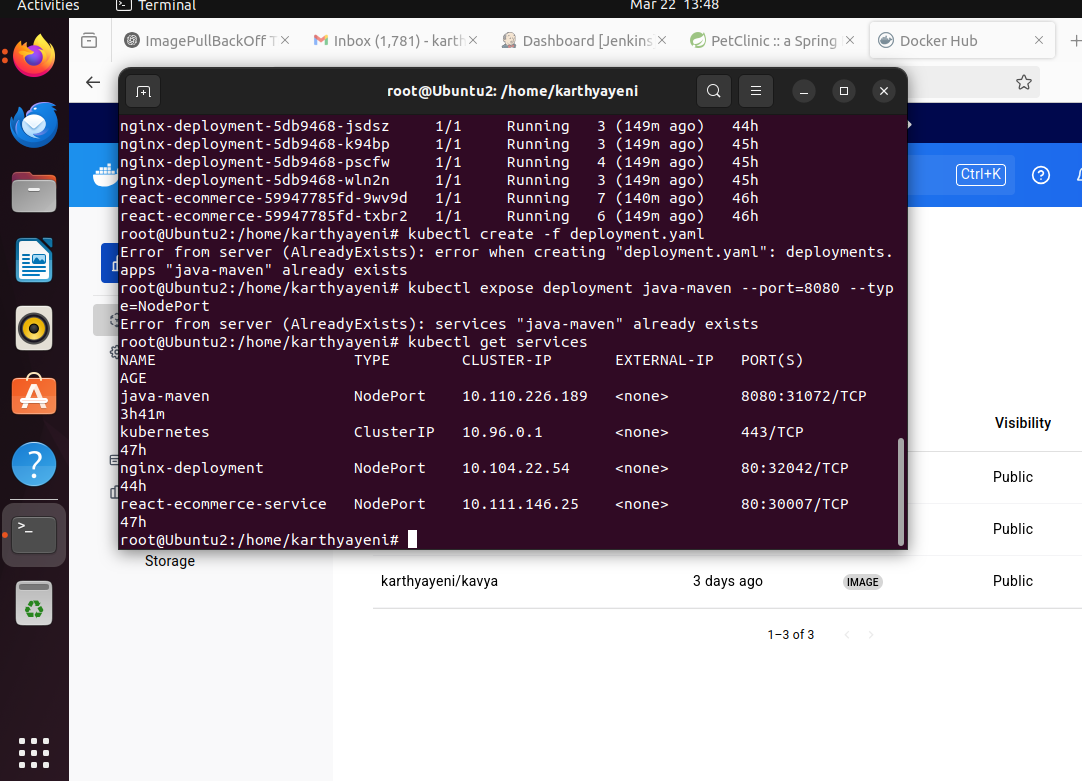 Activities
Terminal
Mar 22 13:48
ImagePullBackOff T
Inbox (1,781) - karth
Dashboard [Jenkins
PetClinic :: a Spring
Docker Hub
root@Ubuntu2: /home/karthyayeni
Ctrl+K
nginx-deployment-5db9468-jsdsz     1/1     Running   3 (149m ago)   44h
nginx-deployment-5db9468-k94bp     1/1     Running   3 (149m ago)   45h
nginx-deployment-5db9468-pscfw     1/1     Running   4 (149m ago)   45h
nginx-deployment-5db9468-wln2n     1/1     Running   3 (149m ago)   45h
react-ecommerce-59947785fd-9wv9d   1/1     Running   7 (140m ago)   46h
react-ecommerce-59947785fd-txbr2   1/1     Running   6 (149m ago)   46h
root@Ubuntu2:/home/karthyayeni# kubectl create -f deployment.yaml
Error from server (AlreadyExists): error when creating "deployment.yaml": deployments.
apps "java-maven" already exists
root@Ubuntu2:/home/karthyayeni# kubectl expose deployment java-maven --port=8080 --typ
e=NodePort
Error from server (AlreadyExists): services "java-maven" already exists
root@Ubuntu2:/home/karthyayeni# kubectl get services
NAME                      TYPE        CLUSTER-IP       EXTERNAL-IP   PORT(S)
AGE
java-maven                NodePort    10.110.226.189   <none>        8080:31072/TCP
3h41m
kubernetes                ClusterIP   10.96.0.1        <none>        443/TCP
47h
nginx-deployment          NodePort    10.104.22.54     <none>        80:32042/TCP
44h
react-ecommerce-service   NodePort    10.111.146.25    <none>        80:30007/TCP
47h
root@Ubuntu2:/home/karthyayeni#
Visibility
Public
Public
Storage
karthyayeni/kavya 3 days ago IMAGE Public
1–3 of 3